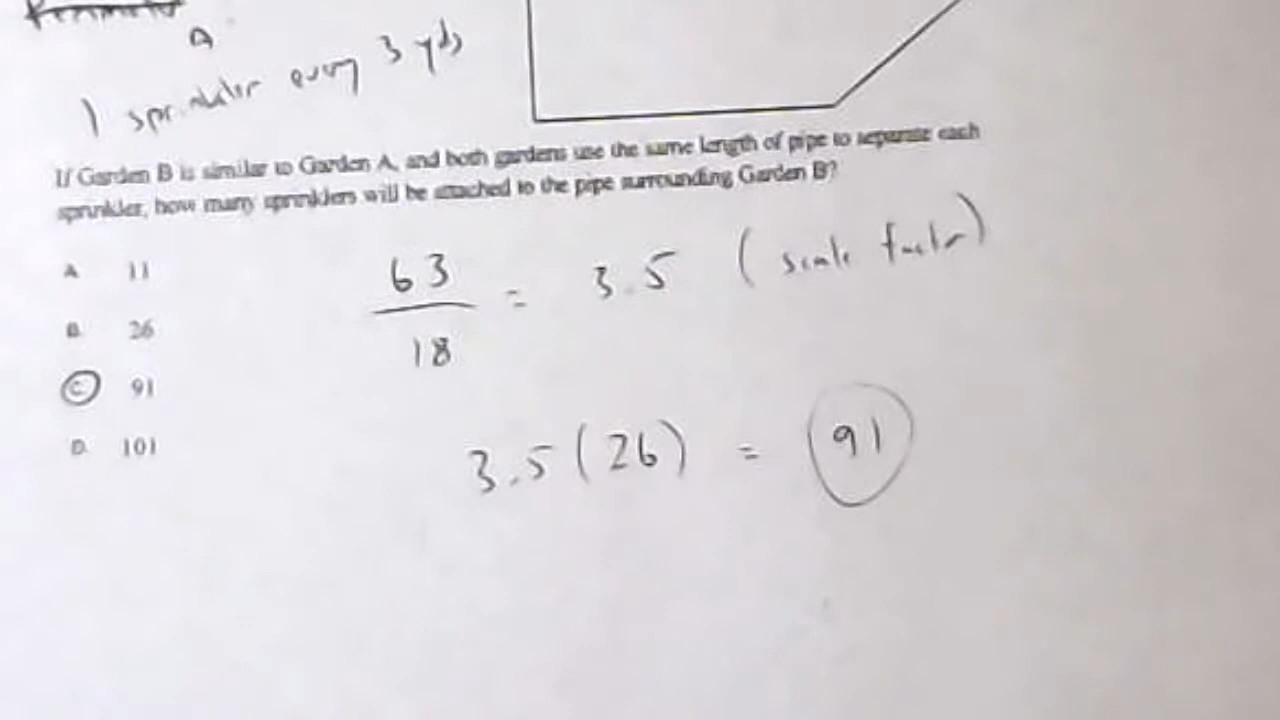 A
1 sprinkler every 3 yds
If Garden B is similar to Garden A, and both gardens use the same length of pipe to separate each
sprinkler, how many sprinklers will be attached to the pipe surrounding Garden B?
63
18
= 3.5 (scale factor)
A 11
B. 26
C. 91
D. 101
3.5(26) = 91